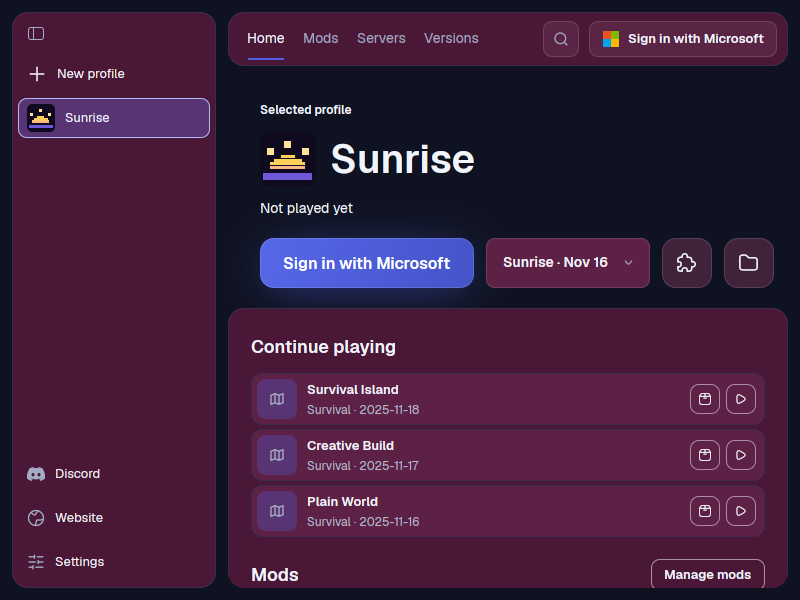 New profile
Sunrise
Discord
Website
Settings
Home Mods Servers Versions
Sign in with Microsoft
Selected profile
Sunrise
Not played yet
Sign in with Microsoft
Sunrise · Nov 16
Continue playing
Survival Island
Survival · 2025-11-18
Creative Build
Survival · 2025-11-17
Plain World
Survival · 2025-11-16
Mods
Manage mods